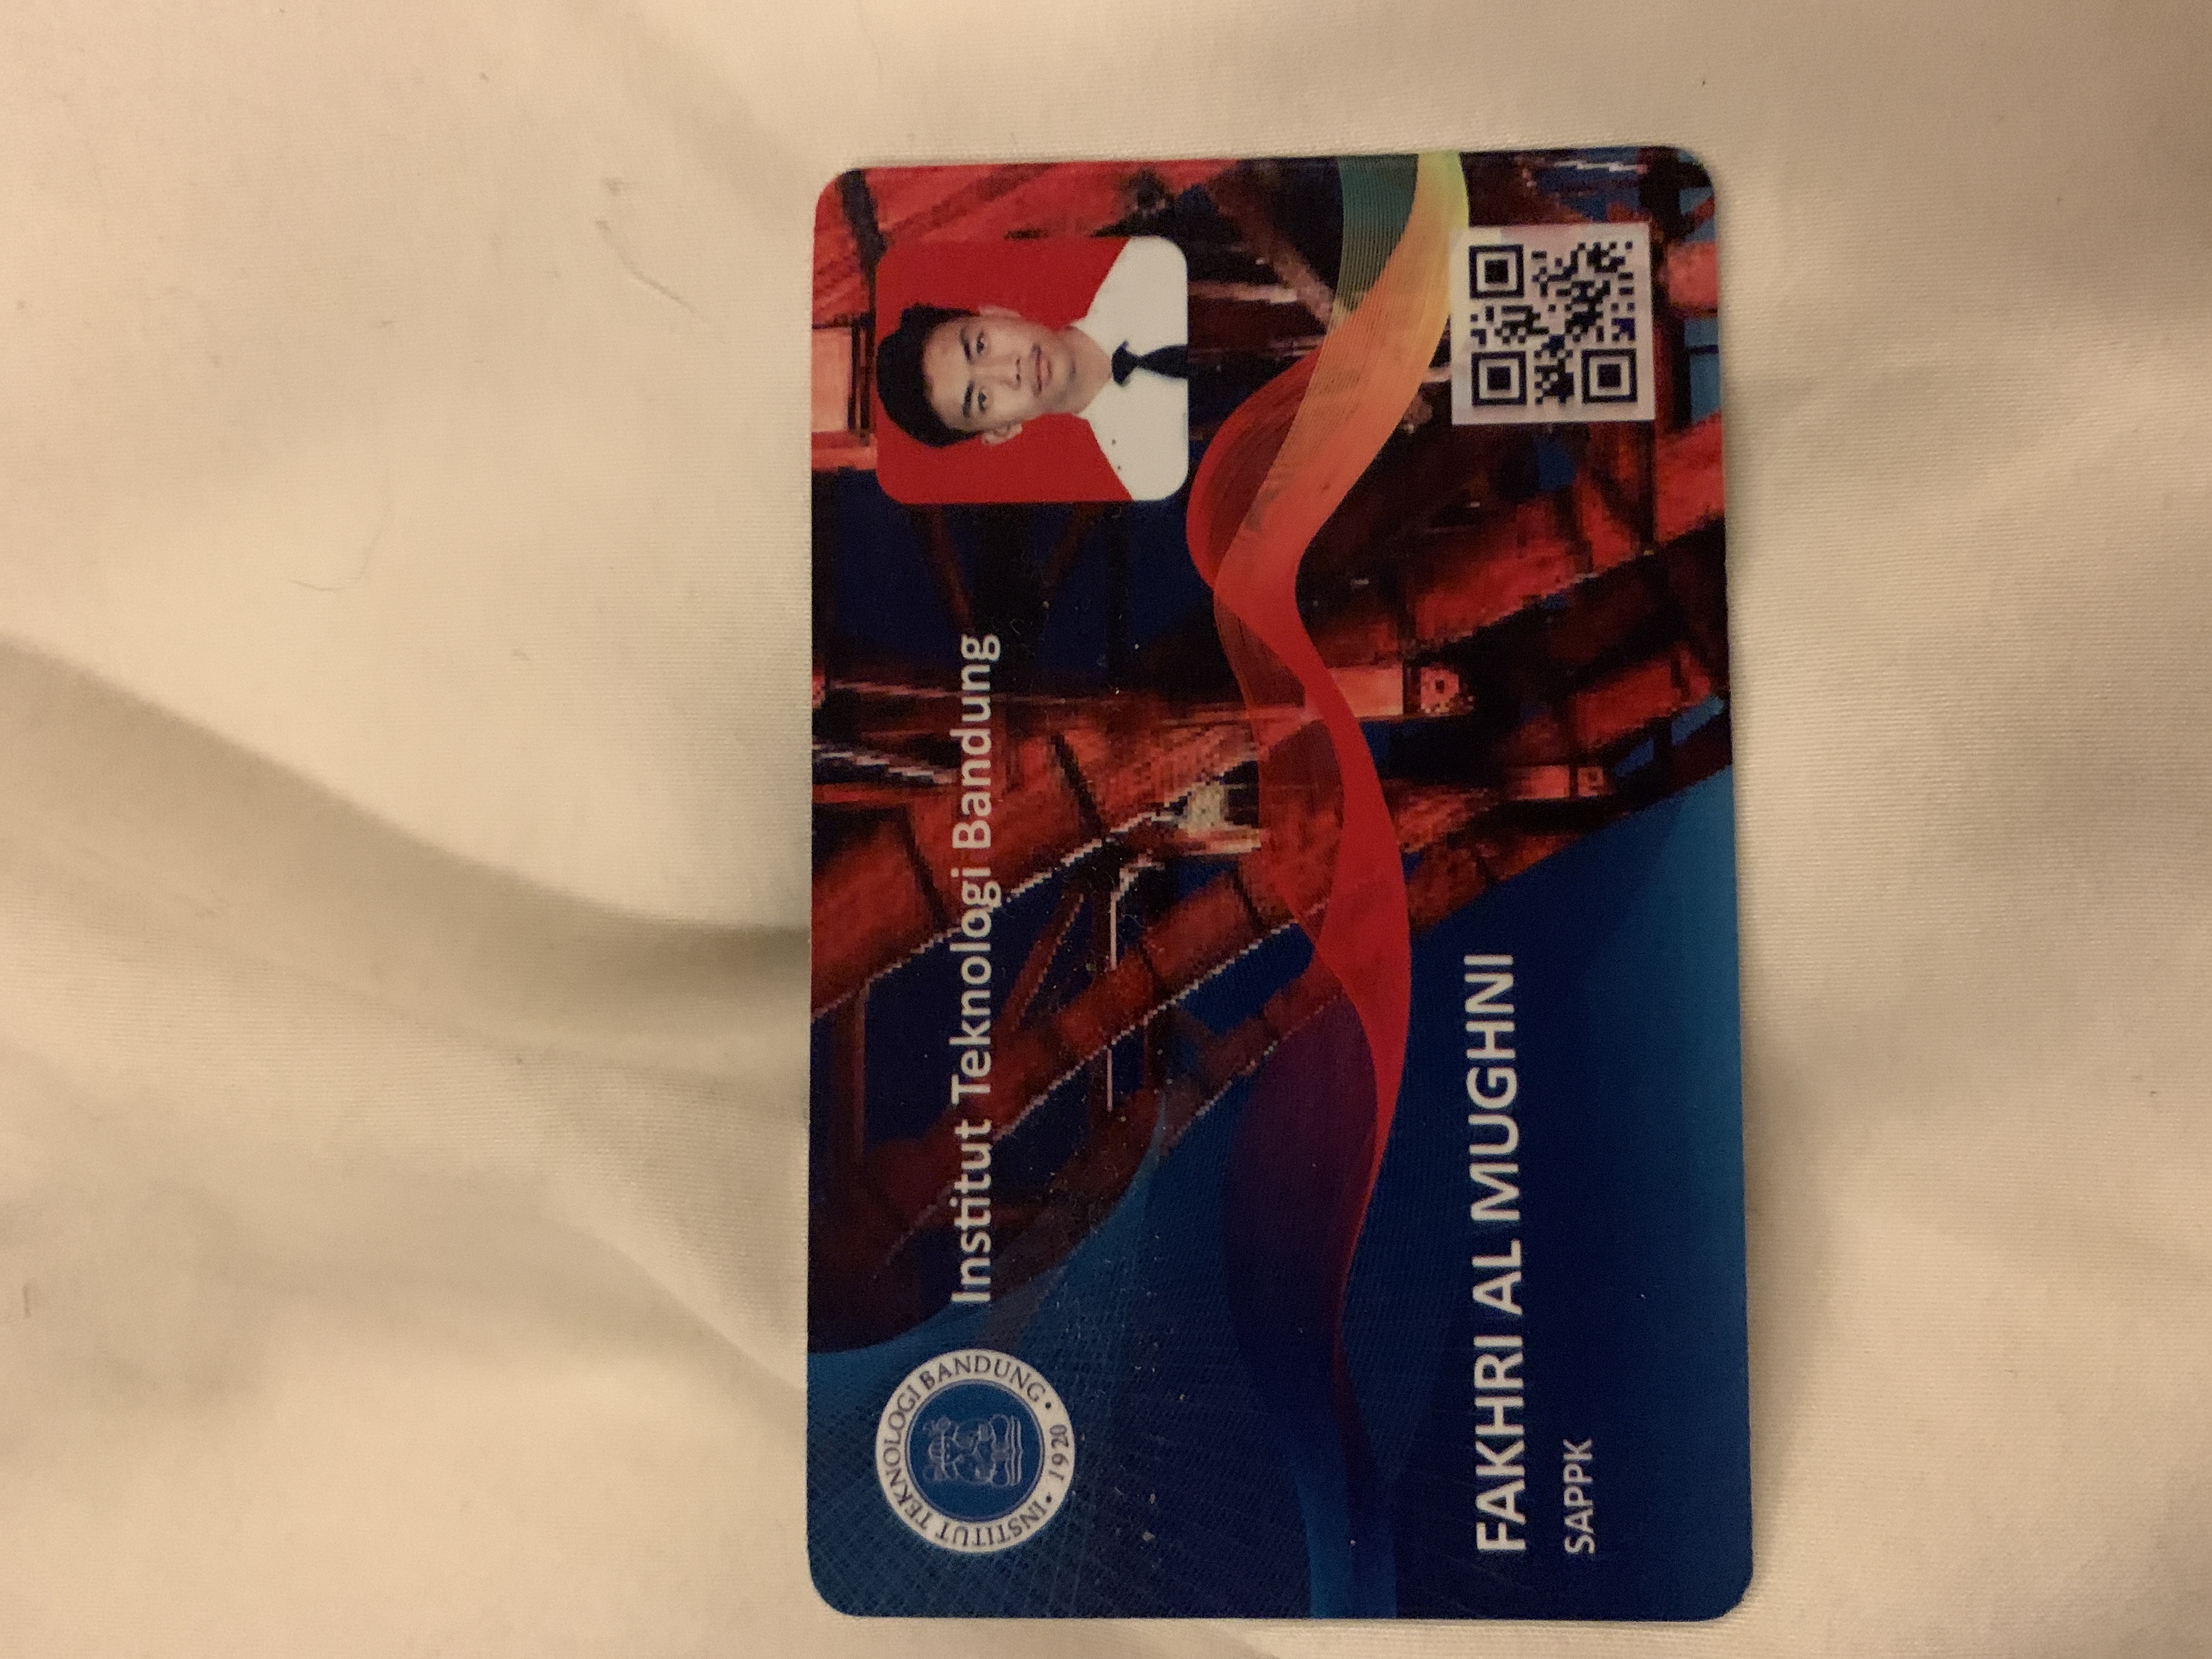 INSTITUT TEKNOLOGI BANDUNG
• 1920 •
Institut Teknologi Bandung
FAKHRI AL MUGHNI
SAPPK